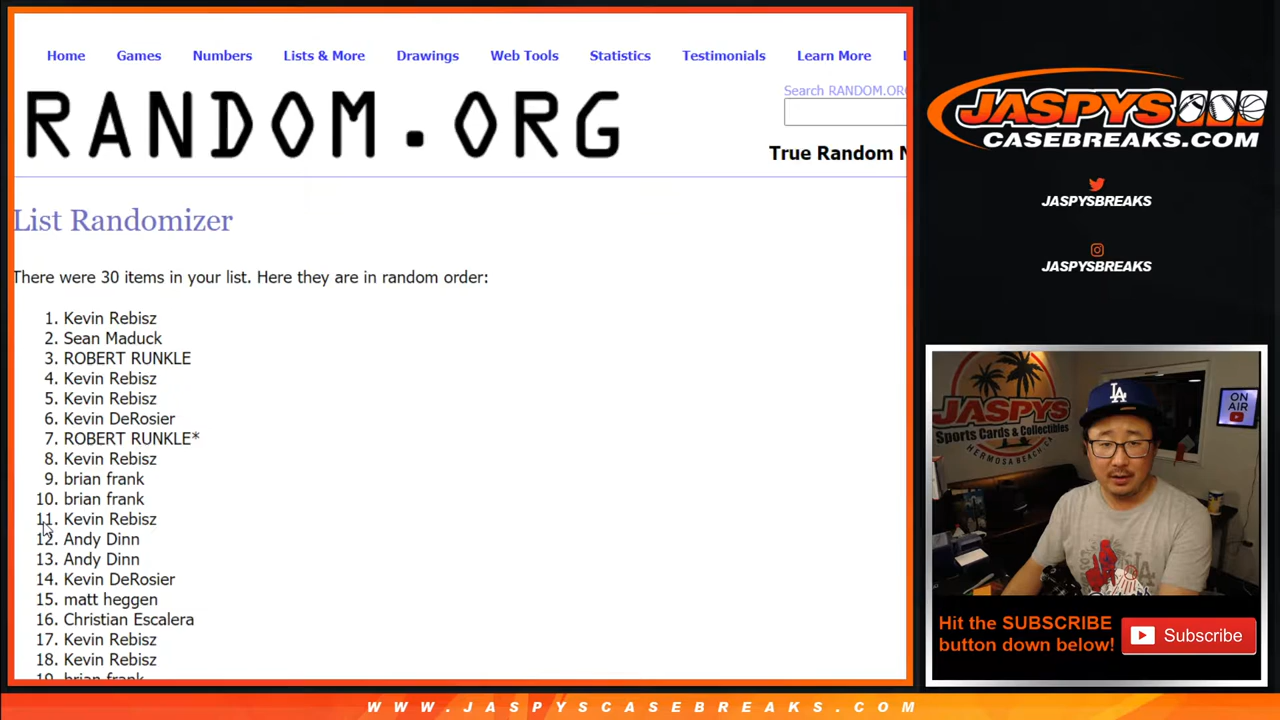 Home Games Numbers Lists & More Drawings Web Tools Statistics Testimonials Learn More
Search RANDOM.ORG
RANDOM.ORG
True Random
List Randomizer
There were 30 items in your list. Here they are in random order:
1. Kevin Rebisz
2. Sean Maduck
3. ROBERT RUNKLE
4. Kevin Rebisz
5. Kevin Rebisz
6. Kevin DeRosier
7. ROBERT RUNKLE*
8. Kevin Rebisz
9. brian frank
10. brian frank
11. Kevin Rebisz
12. Andy Dinn
13. Andy Dinn
14. Kevin DeRosier
15. matt heggen
16. Christian Escalera
17. Kevin Rebisz
18. Kevin Rebisz
19. brian frank
JASPYS
CASEBREAKS.COM
JASPYSBREAKS
JASPYSBREAKS
JASPYS
Sports Cards & Collectibles
HERMOSA BEACH, CA
ON
AIR
LA
Hit the SUBSCRIBE
button down below!
Subscribe
WWW.JASPYSCASEBREAKS.COM